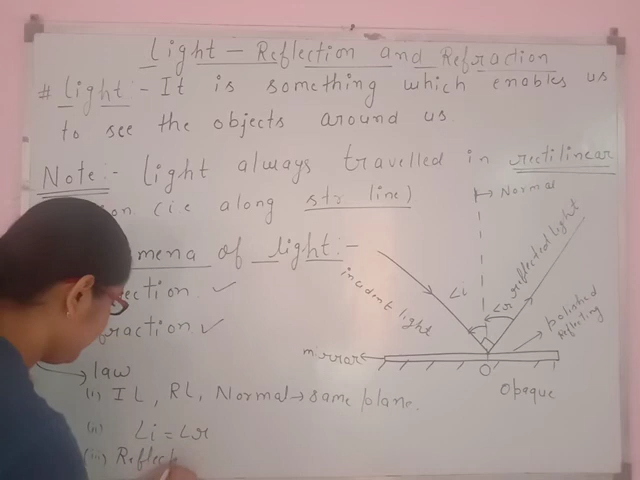 Light - Reflection and Refraction
# Light :- It is something which enables us
to see the objects around us.
Note :- Light always travelled in rectilinear
on (ie along str line)
mena of light :-
ection ✓
fraction ✓
law
(i) IL, RL, Normal → same plane.
(ii) ∠i = ∠r
(iii) Reflect
Normal
incident light
∠i
∠r
reflected light
polished
reflecting
mirror
O
Opaque